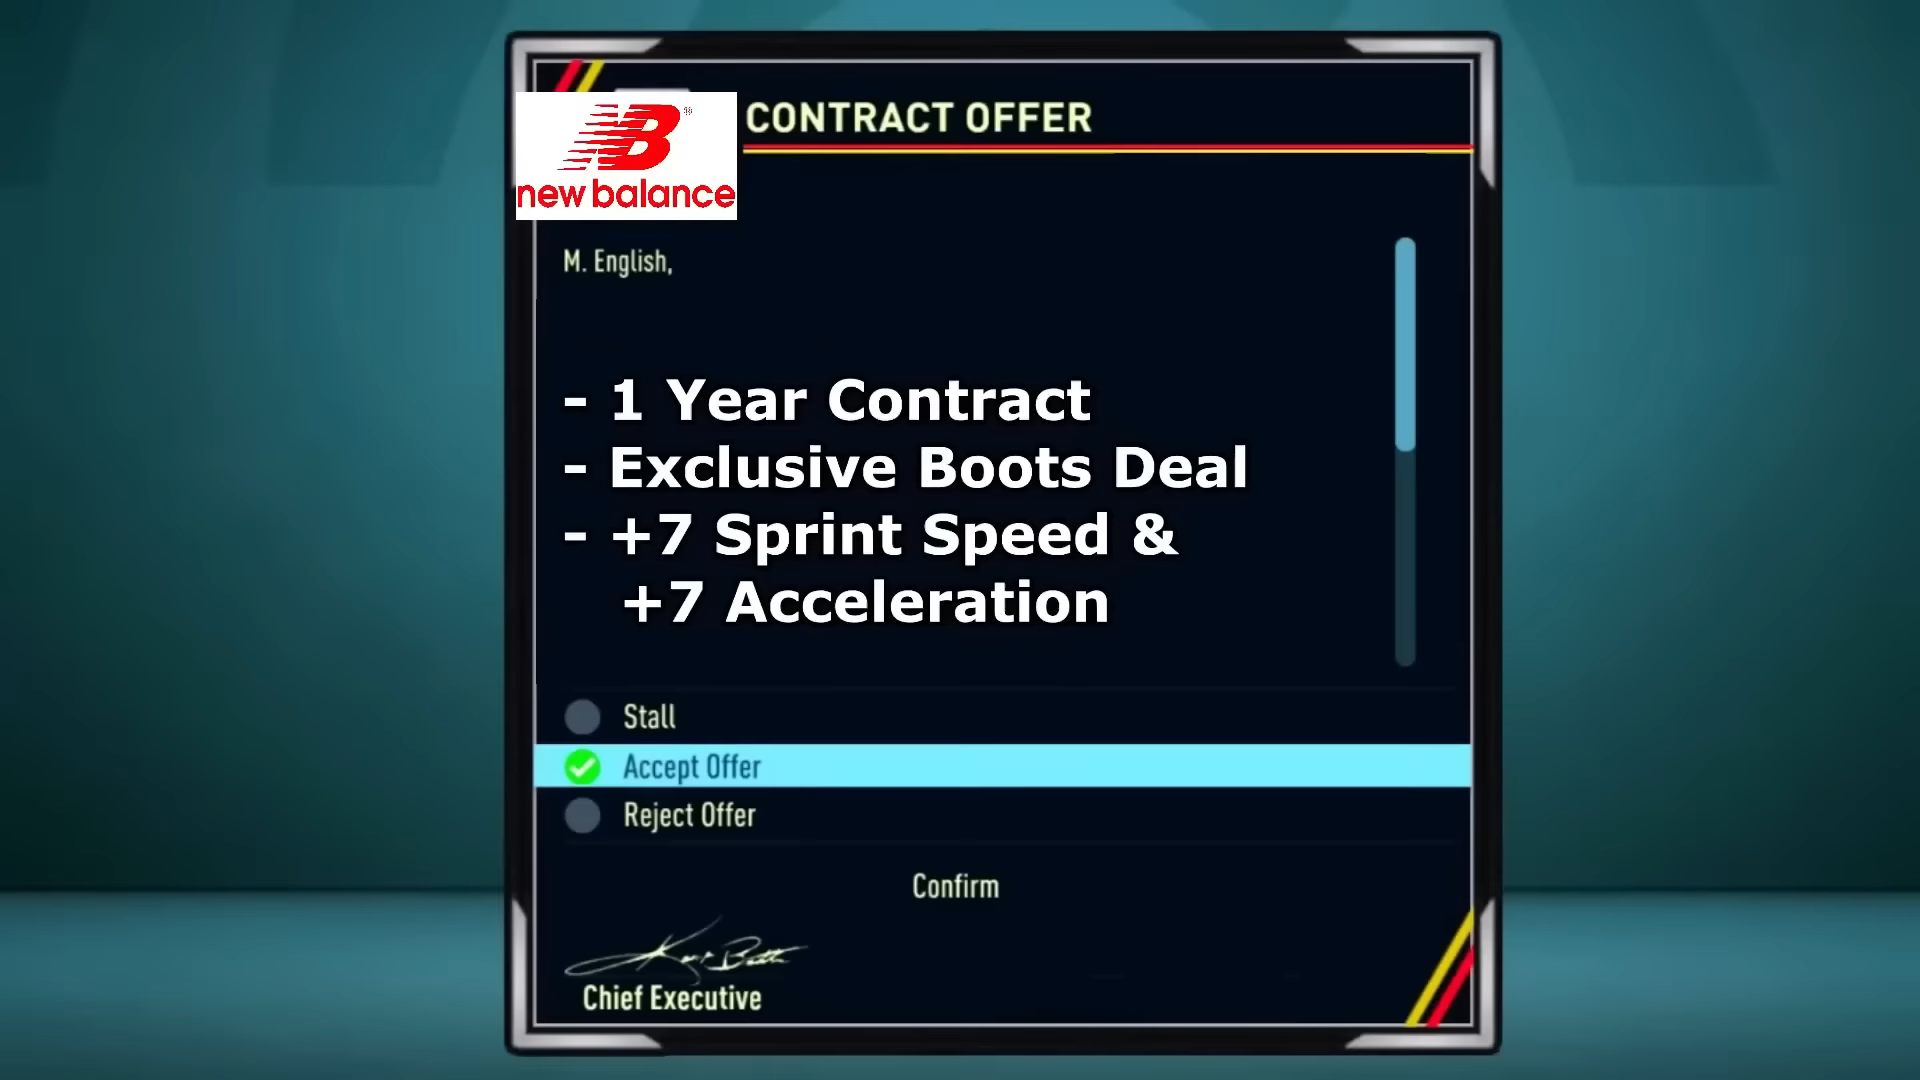 new balance
CONTRACT OFFER
M. English,
- 1 Year Contract
- Exclusive Boots Deal
- +7 Sprint Speed &
+7 Acceleration
Stall
Accept Offer
Reject Offer
Confirm
Chief Executive